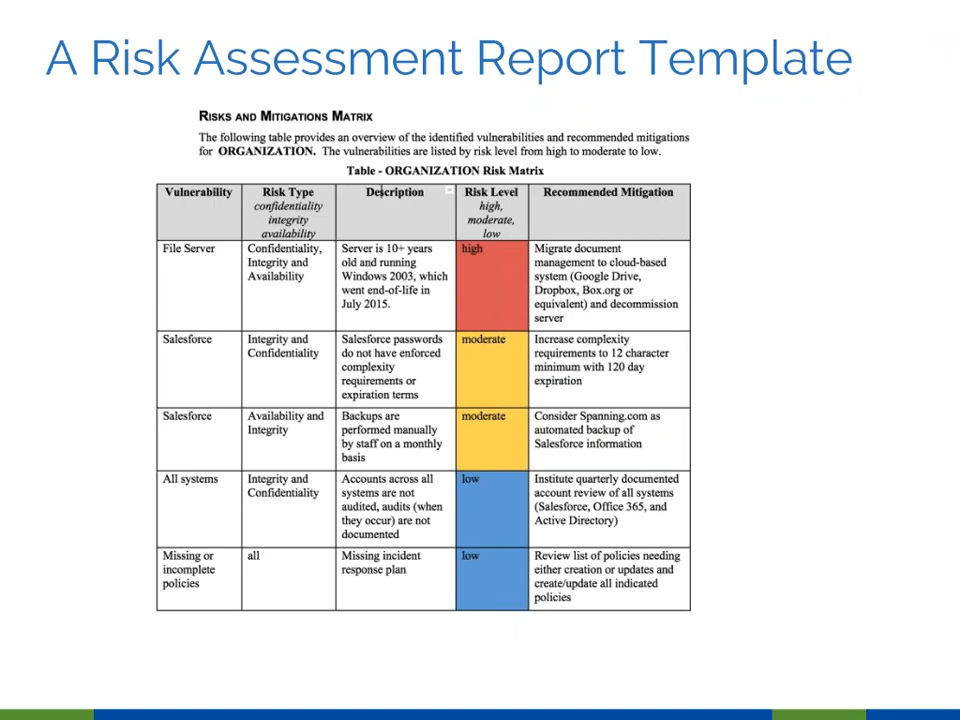 A Risk Assessment Report Template
RISKS AND MITIGATIONS MATRIX
The following table provides an overview of the identified vulnerabilities and recommended mitigations
for ORGANIZATION. The vulnerabilities are listed by risk level from high to moderate to low.
Table - ORGANIZATION Risk Matrix
Vulnerability
Risk Type
confidentiality
integrity
availability
Description
Risk Level
high,
moderate,
low
Recommended Mitigation
File Server
Confidentiality,
Integrity and
Availability
Server is 10+ years
old and running
Windows 2003, which
went end-of-life in
July 2015.
high
Migrate document
management to cloud-based
system (Google Drive,
Dropbox, Box.org or
equivalent) and decommission
server
Salesforce
Integrity and
Confidentiality
Salesforce passwords
do not have enforced
complexity
requirements or
expiration terms
moderate
Increase complexity
requirements to 12 character
minimum with 120 day
expiration
Salesforce
Availability and
Integrity
Backups are
performed manually
by staff on a monthly
basis
moderate
Consider Spanning.com as
automated backup of
Salesforce information
All systems
Integrity and
Confidentiality
Accounts across all
systems are not
audited, audits (when
they occur) are not
documented
low
Institute quarterly documented
account review of all systems
(Salesforce, Office 365, and
Active Directory)
Missing or
incomplete
policies
all
Missing incident
response plan
low
Review list of policies needing
either creation or updates and
create/update all indicated
policies